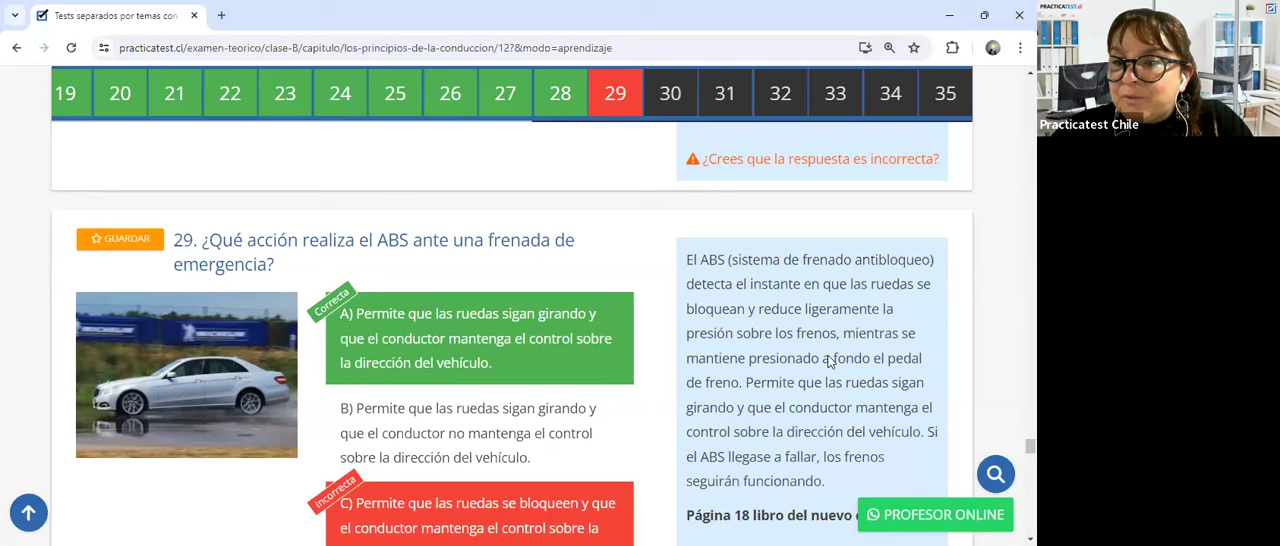 Tests separados por temas con
PRACTICATEST.cl
practicatest.cl/examen-teorico/clase-B/capitulo/los-principios-de-la-conduccion/12?&modo=aprendizaje
19 20 21 22 23 24 25 26 27 28 29 30 31 32 33 34 35
Practicatest Chile
¿Crees que la respuesta es incorrecta?
GUARDAR
29. ¿Qué acción realiza el ABS ante una frenada de
emergencia?
Correcta
A) Permite que las ruedas sigan girando y
que el conductor mantenga el control sobre
la dirección del vehículo.
B) Permite que las ruedas sigan girando y
que el conductor no mantenga el control
sobre la dirección del vehículo.
Incorrecta
C) Permite que las ruedas se bloqueen y que
el conductor mantenga el control sobre la
El ABS (sistema de frenado antibloqueo)
detecta el instante en que las ruedas se
bloquean y reduce ligeramente la
presión sobre los frenos, mientras se
mantiene presionado a fondo el pedal
de freno. Permite que las ruedas sigan
girando y que el conductor mantenga el
control sobre la dirección del vehículo. Si
el ABS llegase a fallar, los frenos
seguirán funcionando.
Página 18 libro del nuevo
PROFESOR ONLINE